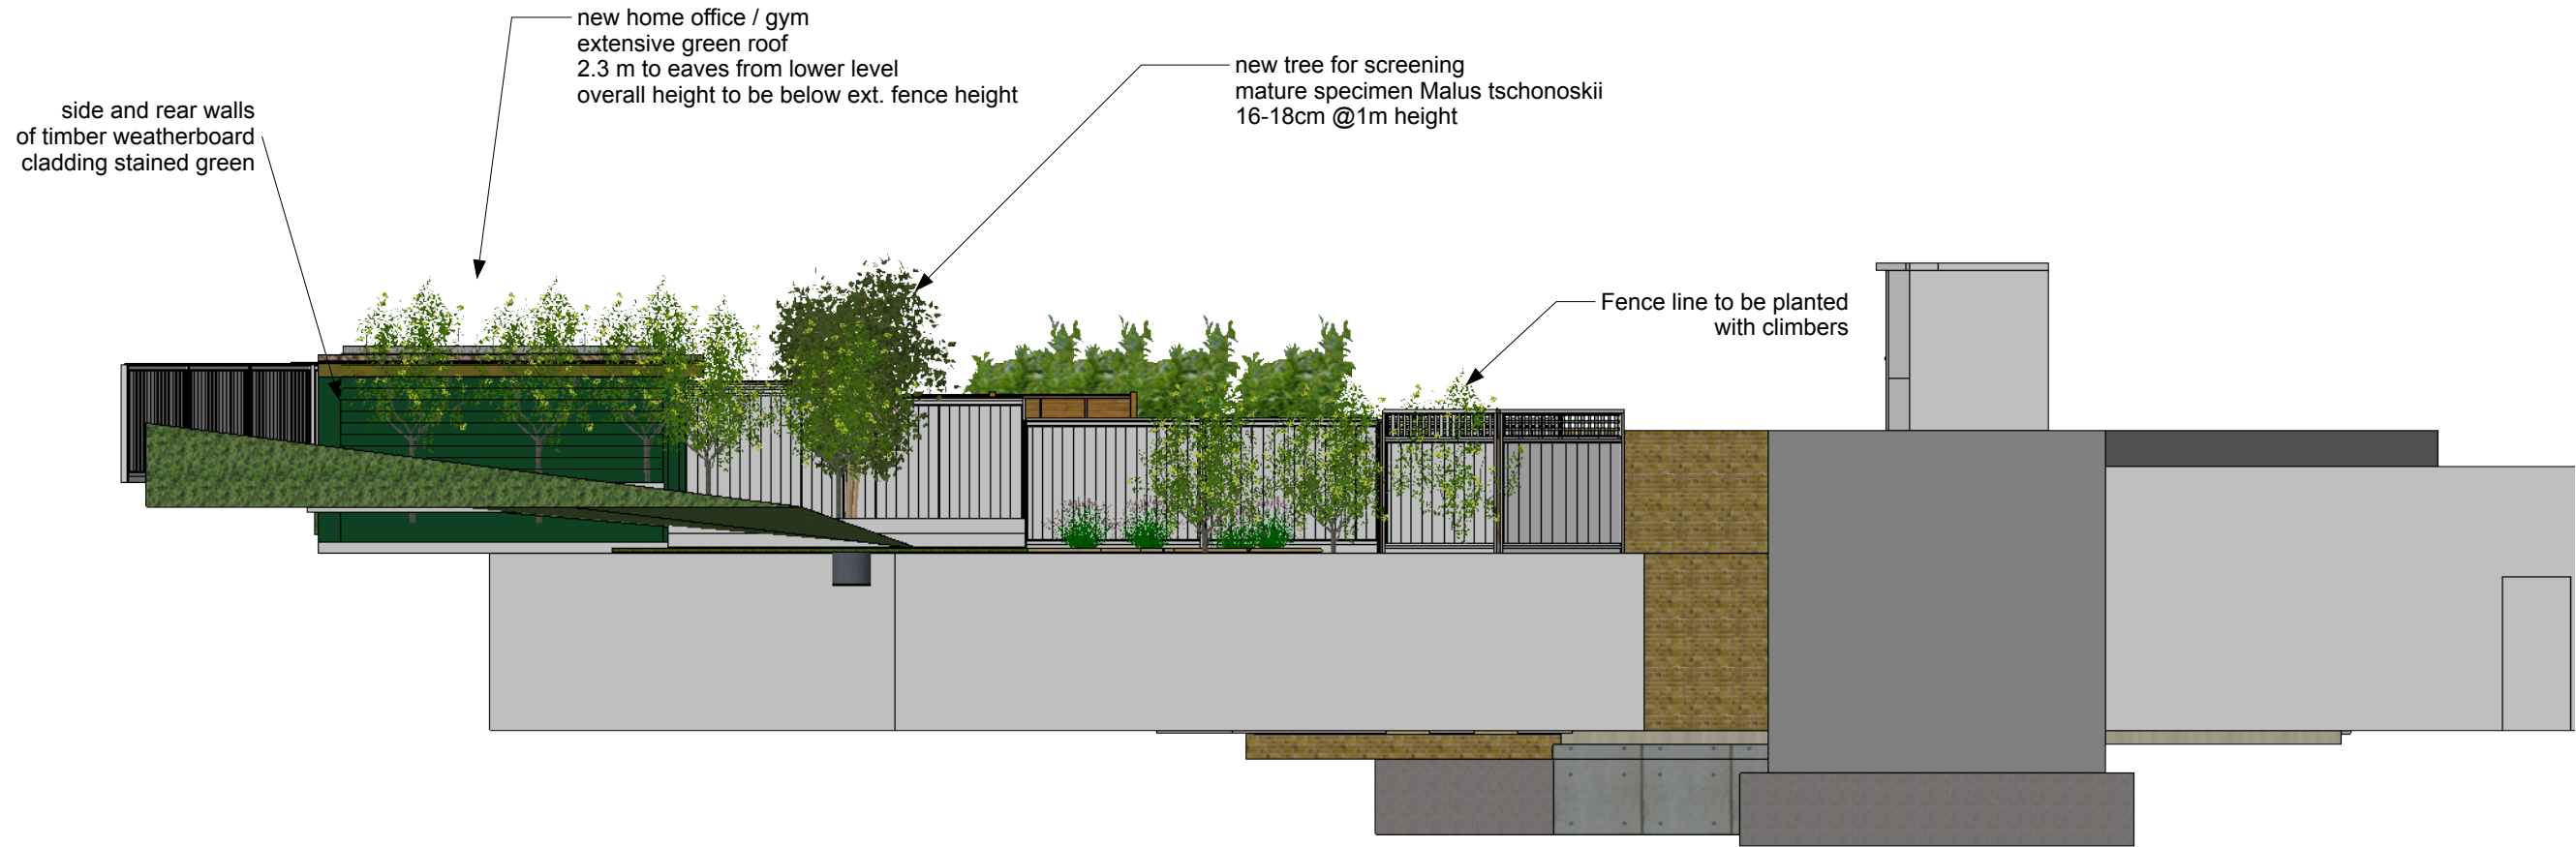 new home office / gym
extensive green roof
2.3 m to eaves from lower level
overall height to be below ext. fence height
new tree for screening
mature specimen Malus tschonoskii
16-18cm @1m height
side and rear walls
of timber weatherboard
cladding stained green
Fence line to be planted
with climbers